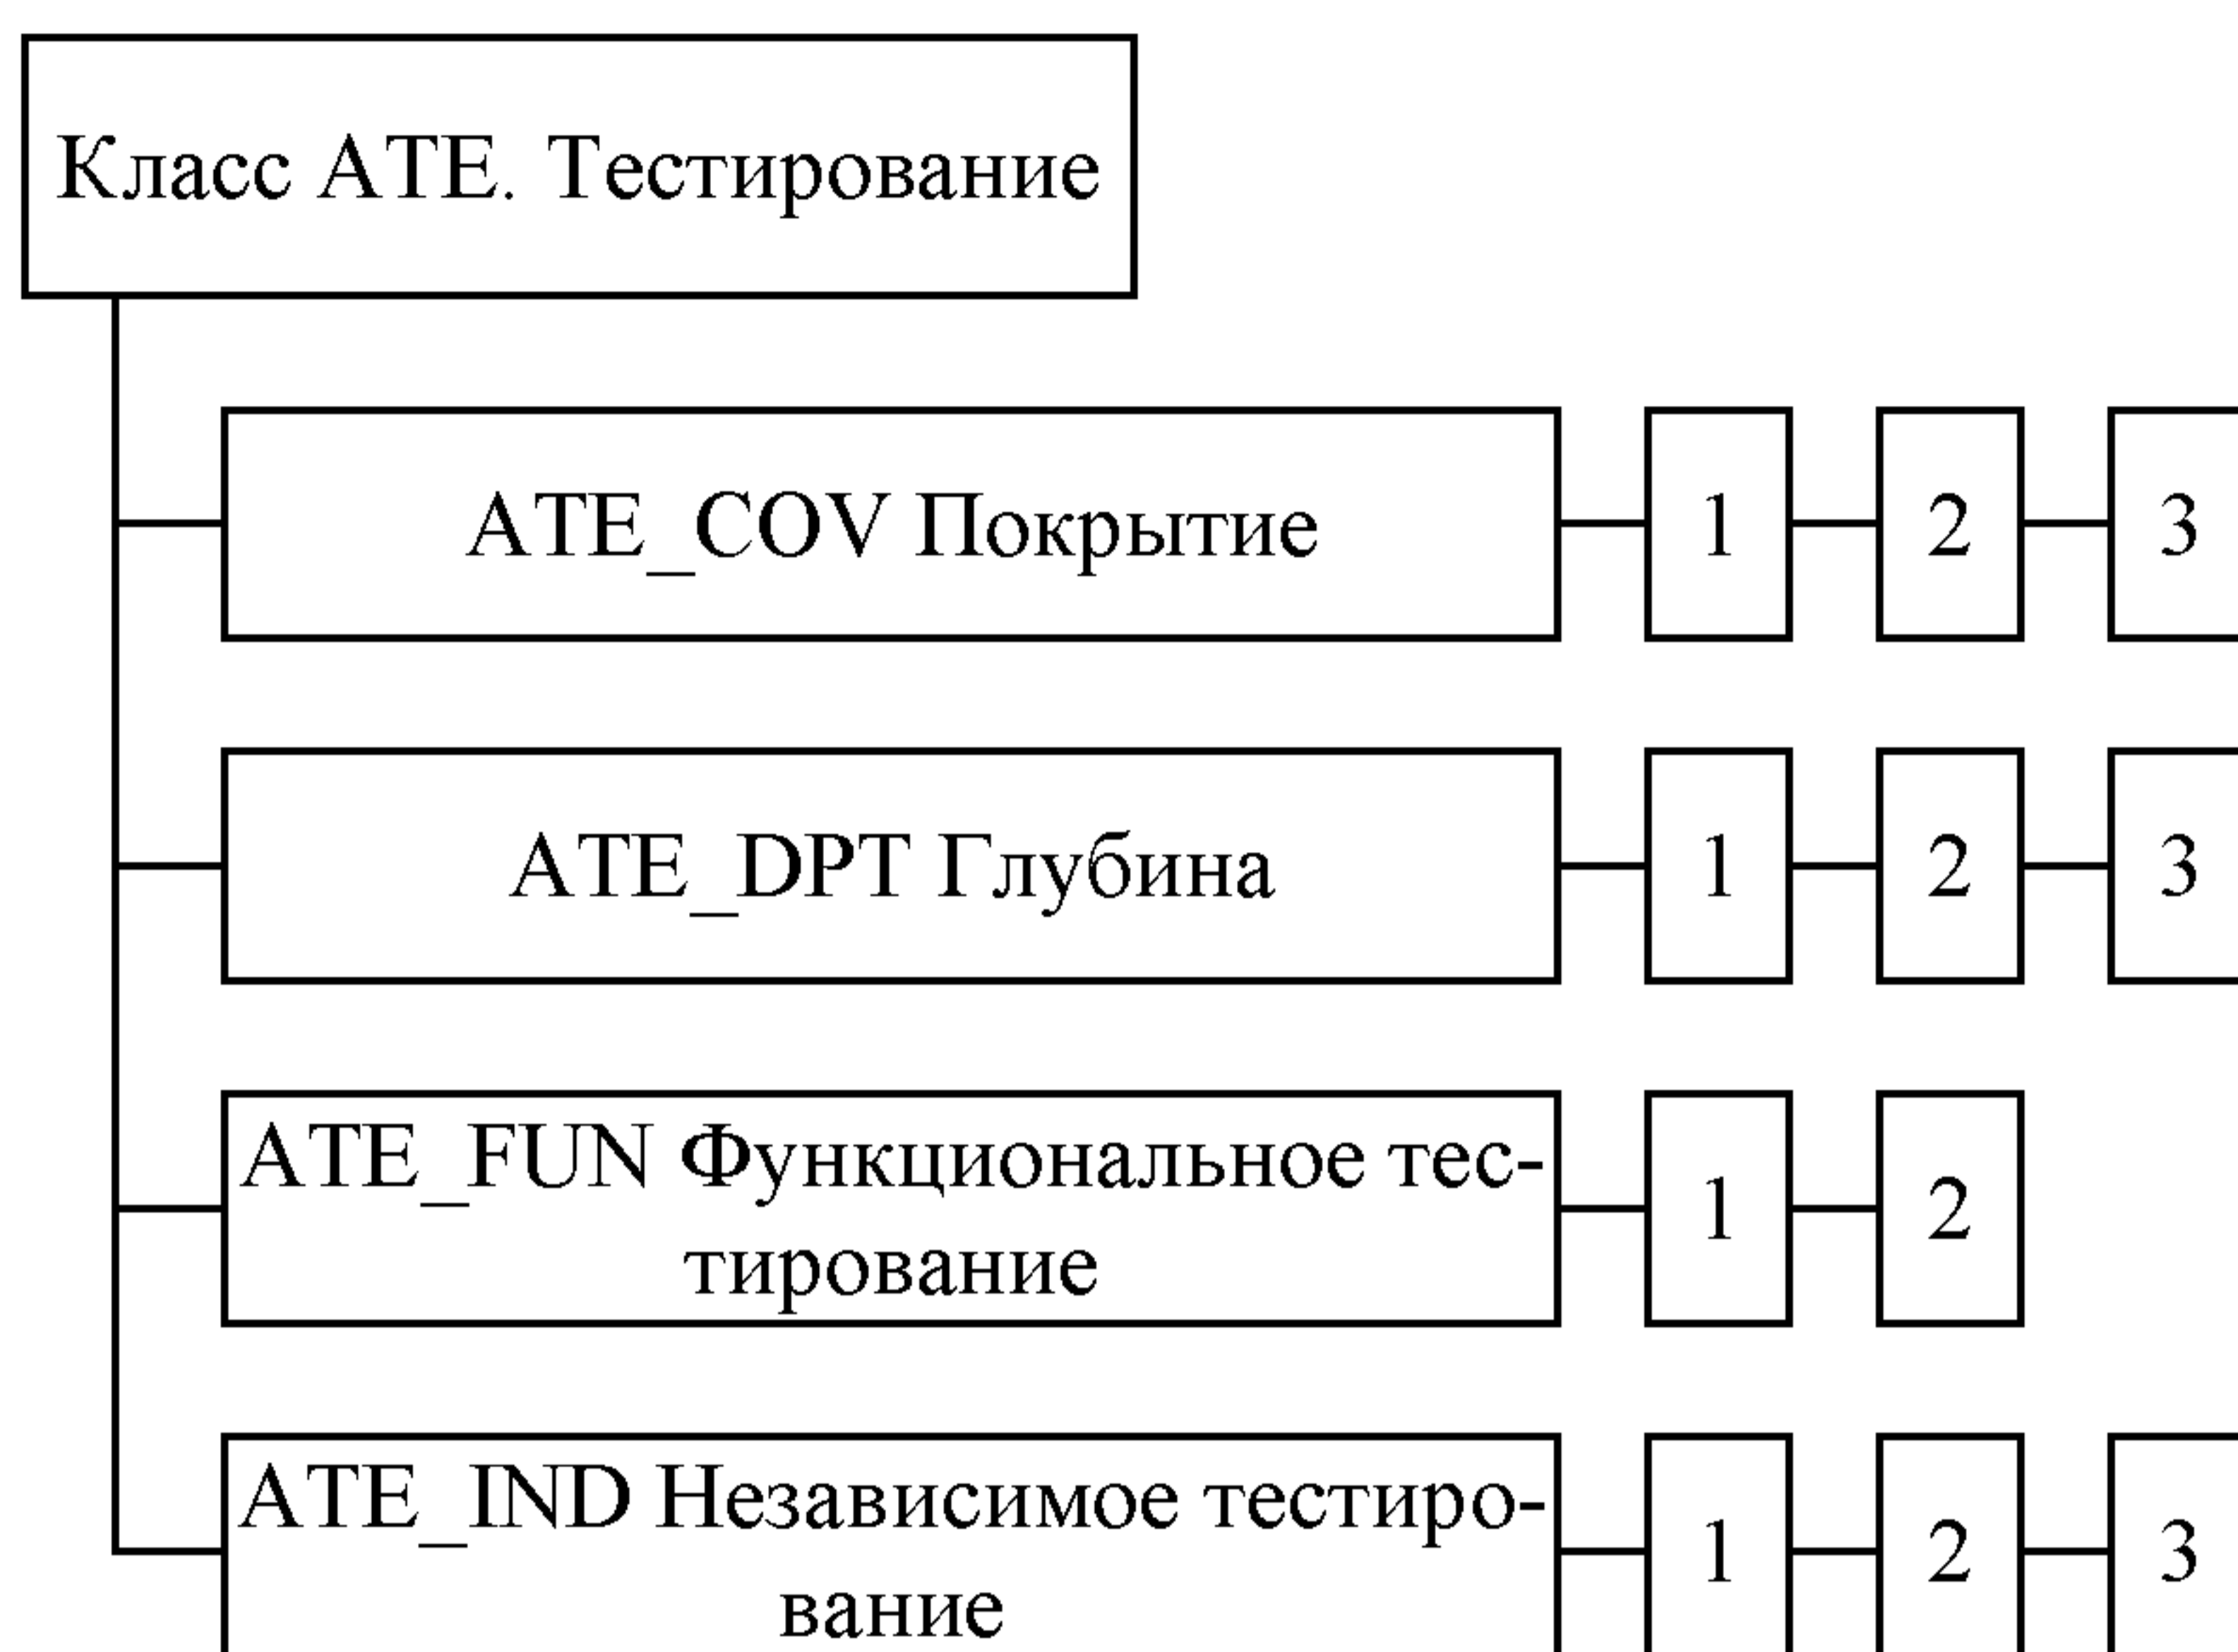 Класс ATE. Тестирование
ATE_COV Покрытие 1 2 3
ATE_DPT Глубина 1 2 3
ATE_FUN Функциональное тес-
тирование
1 2
ATE_IND Независимое тестиро-
вание
1 2 3